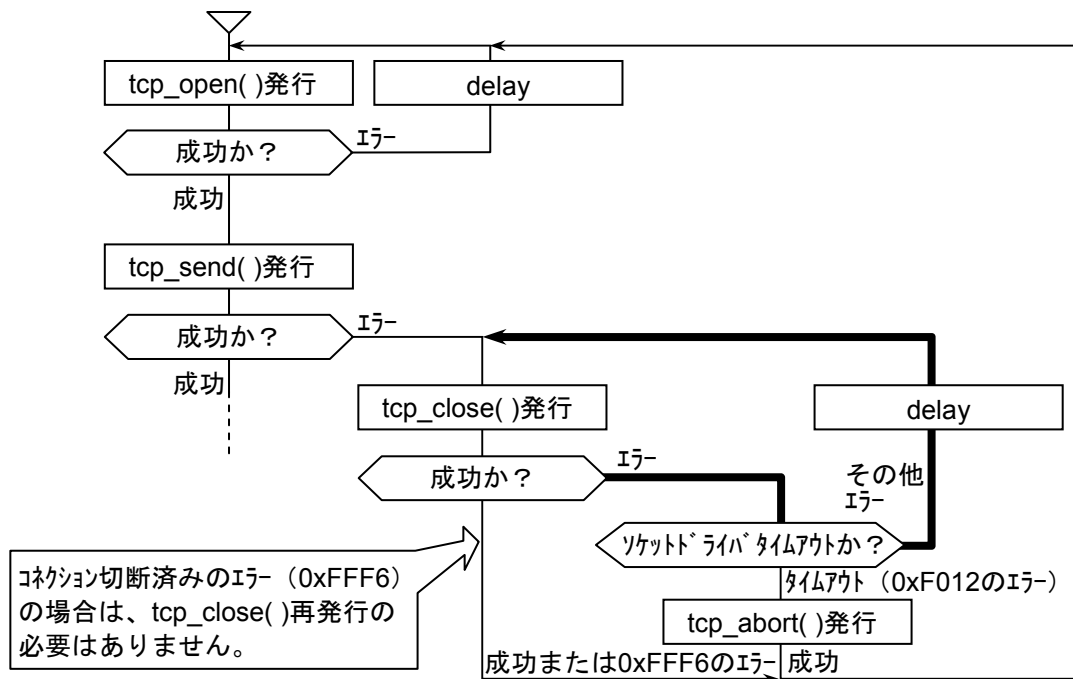 tcp_open( )発行
delay
成功か？
ｴﾗｰ
成功
tcp_send( )発行
成功か？
ｴﾗｰ
成功
tcp_close( )発行
delay
成功か？
ｴﾗｰ
その他
ｴﾗｰ
ｿｹｯﾄﾄﾞﾗｲﾊﾞﾀｲﾑｱｳﾄか？
ｺﾈｸｼｮﾝ切断済みのｴﾗｰ（0xFFF6）
の場合は、tcp_close( )再発行の
必要はありません。
ﾀｲﾑｱｳﾄ（0xF012のｴﾗｰ）
tcp_abort( )発行
成功または0xFFF6のｴﾗｰ
成功